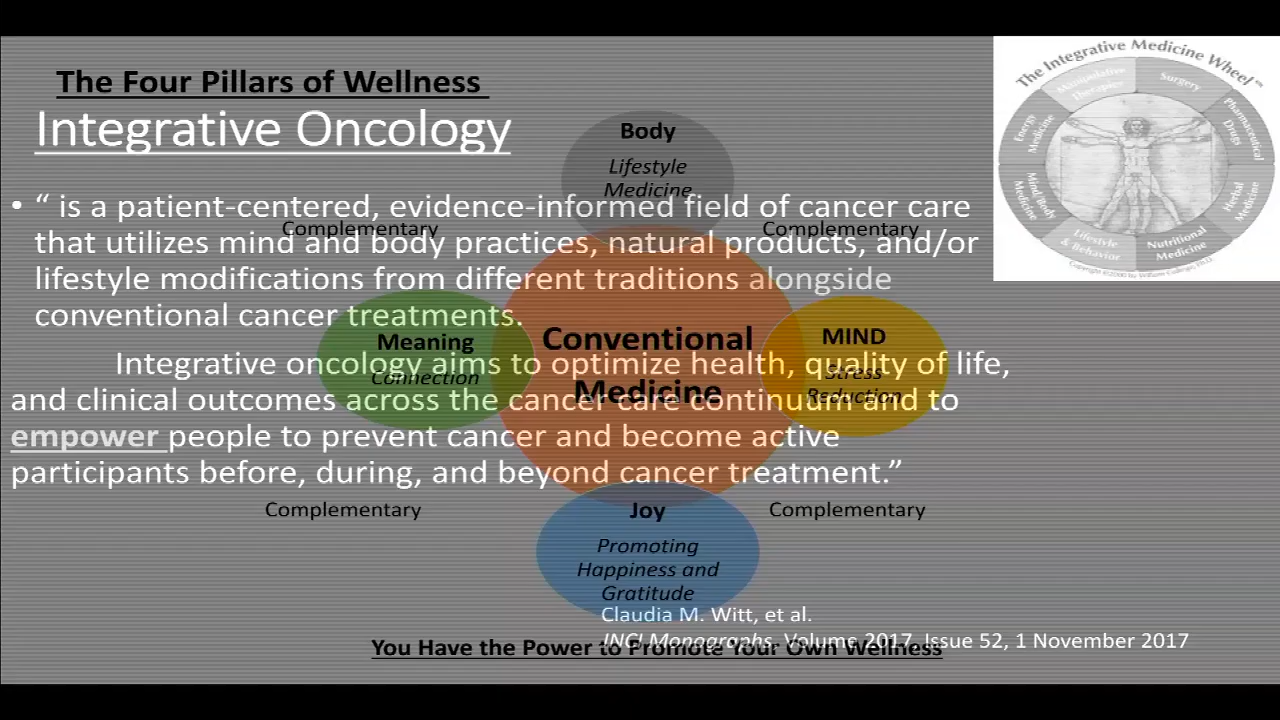 The Four Pillars of Wellness
Integrative Oncology
• “ is a patient-centered, evidence-informed field of cancer care
that utilizes mind and body practices, natural products, and/or
lifestyle modifications from different traditions alongside
conventional cancer treatments.
Integrative oncology aims to optimize health, quality of life,
and clinical outcomes across the cancer care continuum and to
empower people to prevent cancer and become active
participants before, during, and beyond cancer treatment.”
Claudia M. Witt, et al.
JNCI Monographs, Volume 2017, Issue 52, 1 November 2017
Body
Lifestyle
Medicine
Complementary
Complementary
Meaning
Connection
Conventional
Medicine
MIND
Stress
Reduction
Complementary
Complementary
Joy
Promoting
Happiness and
Gratitude
You Have the Power to Promote Your Own Wellness
The Integrative Medicine Wheel™
Manipulative
Therapies
Surgery
Pharmaceutical
Drugs
Herbal
Medicine
Nutritional
Medicine
Lifestyle
& Behavior
Mind/Body
Medicine
Energy
Medicine